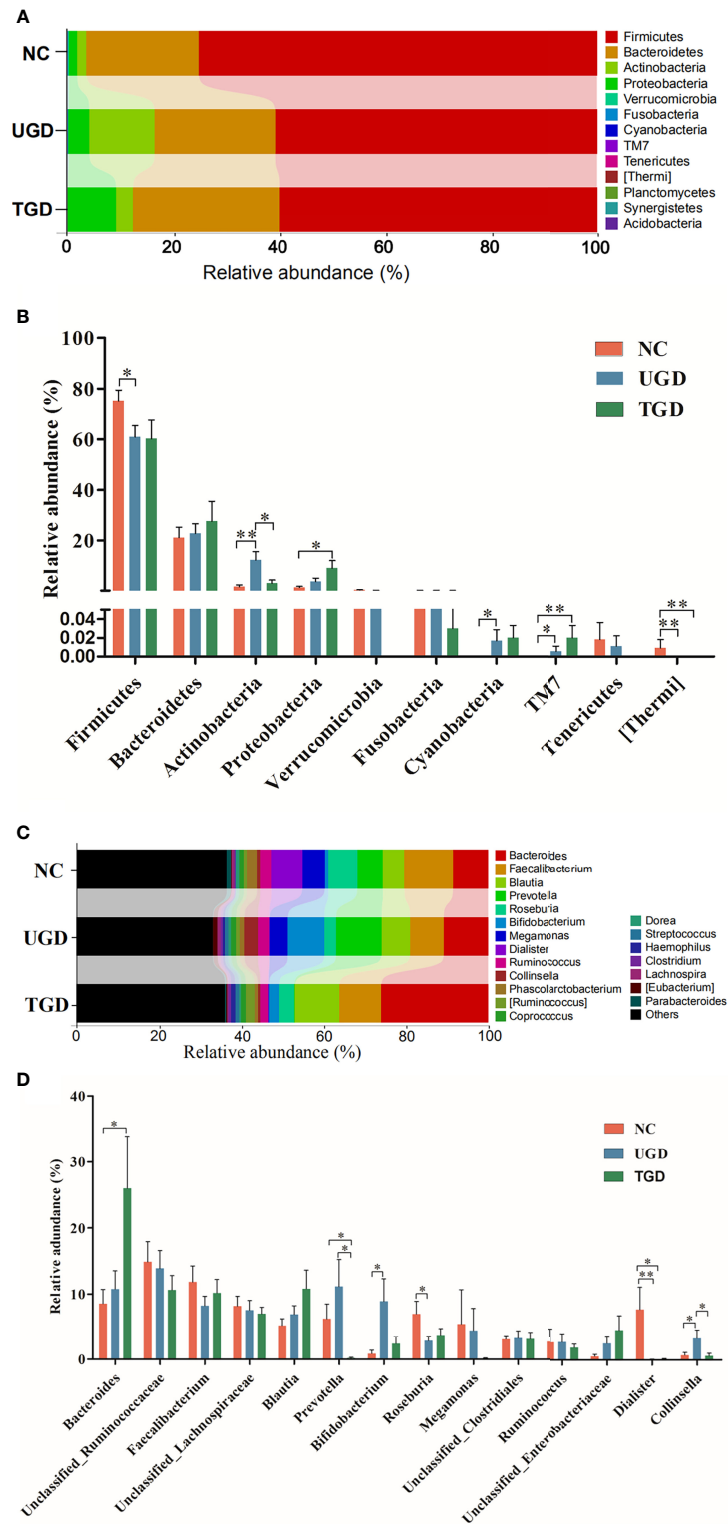 A
NC
UGD
TGD
0
20
40
60
80
100
Relative abundance (%)
Firmicutes
Bacteroidetes
Actinobacteria
Proteobacteria
Verrucomicrobia
Fusobacteria
Cyanobacteria
TM7
Tenericutes
[Thermi]
Planctomycetes
Synergistetes
Acidobacteria
B
Relative abundance (%)
100
80
60
40
20
0.04
0.02
0.00
NC
UGD
TGD
*
**
*
*
*
*
**
**
**
Firmicutes
Bacteroidetes
Actinobacteria
Proteobacteria
Verrucomicrobia
Fusobacteria
Cyanobacteria
TM7
Tenericutes
[Thermi]
C
NC
UGD
TGD
0
20
40
60
80
100
Relative abundance (%)
Bacteroides
Faecalibacterium
Blautia
Prevotella
Roseburia
Bifidobacterium
Megamonas
Dialister
Ruminococcus
Collinsella
Phascolarctobacterium
[Ruminococcus]
Coprococcus
Dorea
Streptococcus
Haemophilus
Clostridium
Lachnospira
[Eubacterium]
Parabacteroides
Others
D
Relative adundance (%)
40
30
20
10
0
NC
UGD
TGD
*
*
*
*
*
*
**
*
*
Bacteroides
Unclassified_Ruminococcaceae
Faecalibacterium
Unclassified_Lachnospiraceae
Blautia
Prevotella
Bifidobacterium
Roseburia
Megamonas
Unclassified_Clostridiales
Ruminococcus
Unclassified_Enterobacteriaceae
Dialister
Collinsella